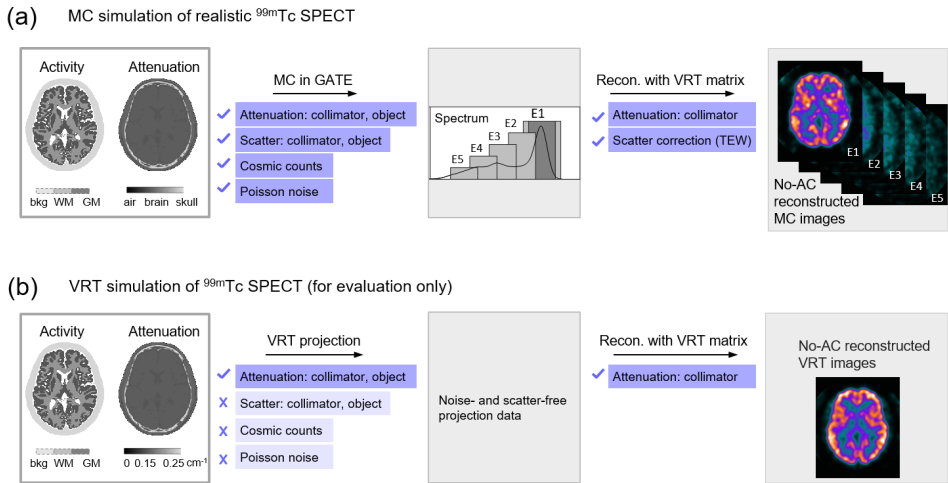 (a) MC simulation of realistic ⁹⁹ᵐTc SPECT
Activity Attenuation
bkg WM GM
air brain skull
MC in GATE
Attenuation: collimator, object
Scatter: collimator, object
Cosmic counts
Poisson noise
Spectrum
E1
E2
E3
E4
E5
Recon. with VRT matrix
Attenuation: collimator
Scatter correction (TEW)
E1
E2
E3
E4
E5
No-AC
reconstructed
MC images
(b) VRT simulation of ⁹⁹ᵐTc SPECT (for evaluation only)
Activity Attenuation
bkg WM GM
0 0.15 0.25 cm⁻¹
VRT projection
Attenuation: collimator, object
Scatter: collimator, object
Cosmic counts
Poisson noise
Noise- and scatter-free
projection data
Recon. with VRT matrix
Attenuation: collimator
No-AC reconstructed
VRT images